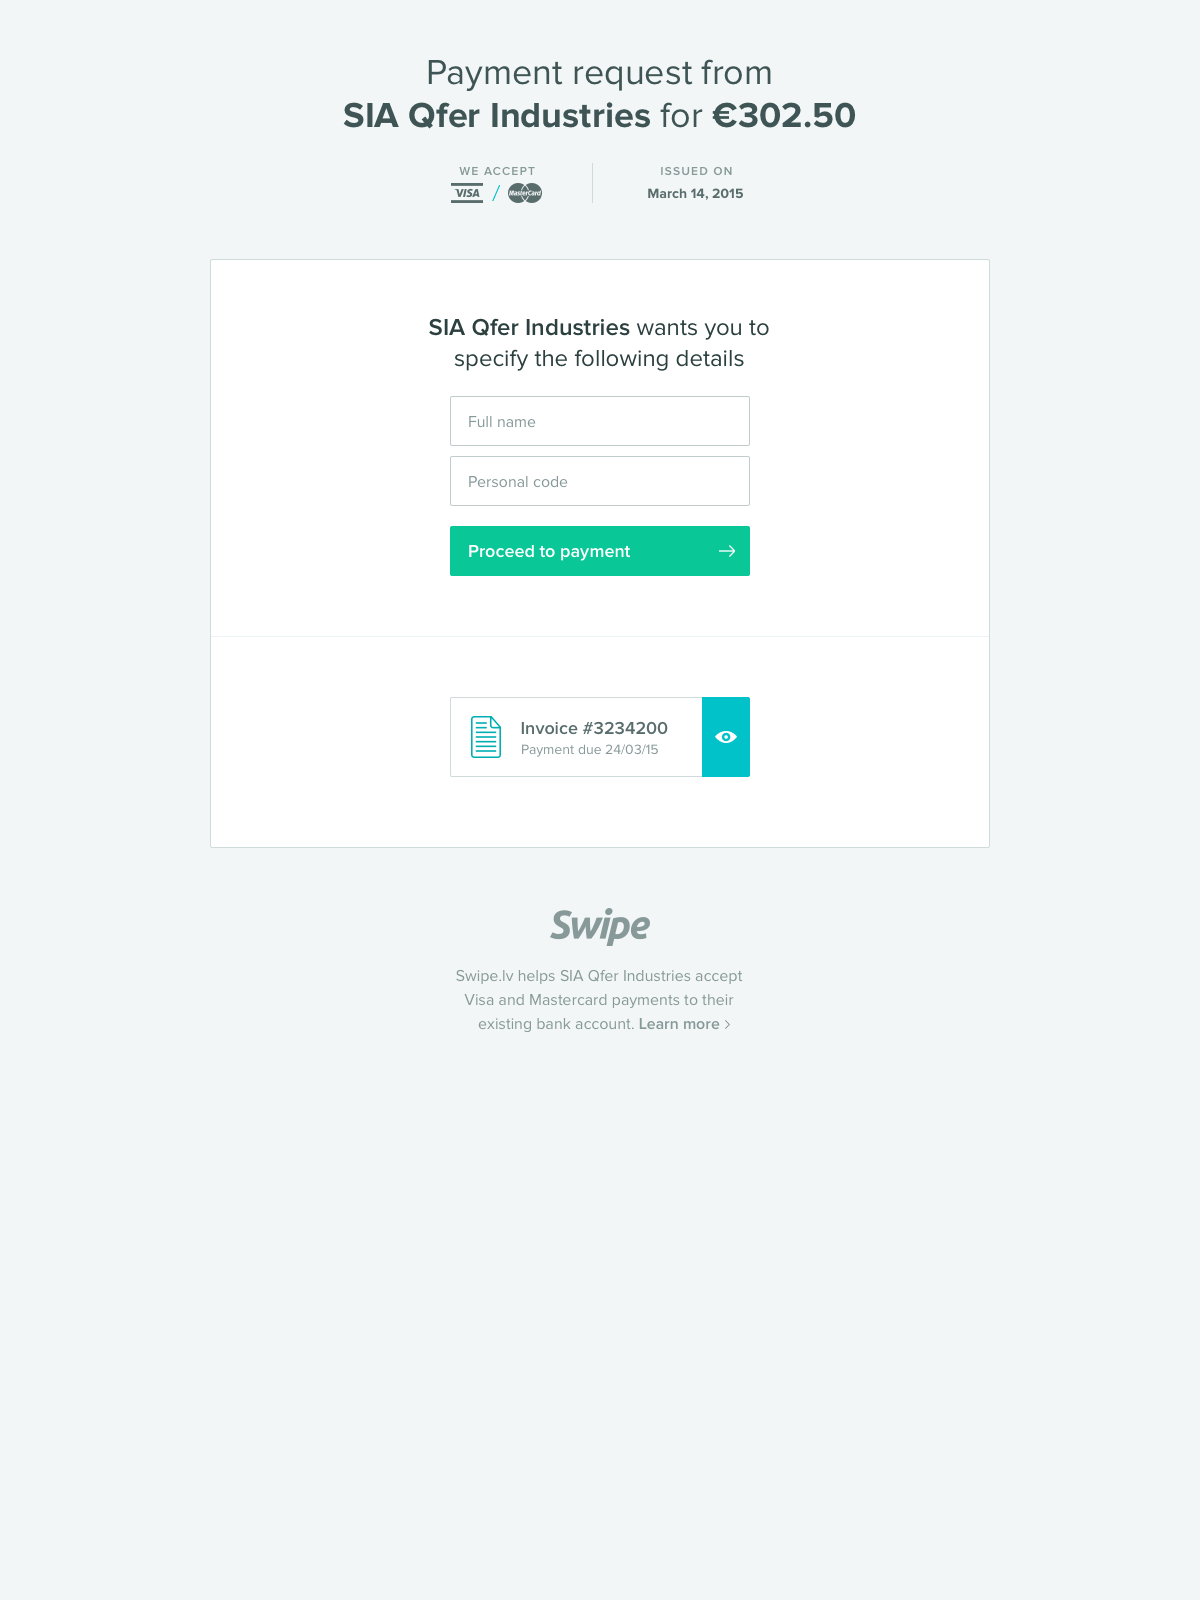 Payment request from
SIA Qfer Industries for €302.50
WE ACCEPT
VISA / MasterCard
ISSUED ON
March 14, 2015
SIA Qfer Industries wants you to
specify the following details
Full name
Personal code
Proceed to payment
Invoice #3234200
Payment due 24/03/15
Swipe
Swipe.lv helps SIA Qfer Industries accept
Visa and Mastercard payments to their
existing bank account. Learn more >